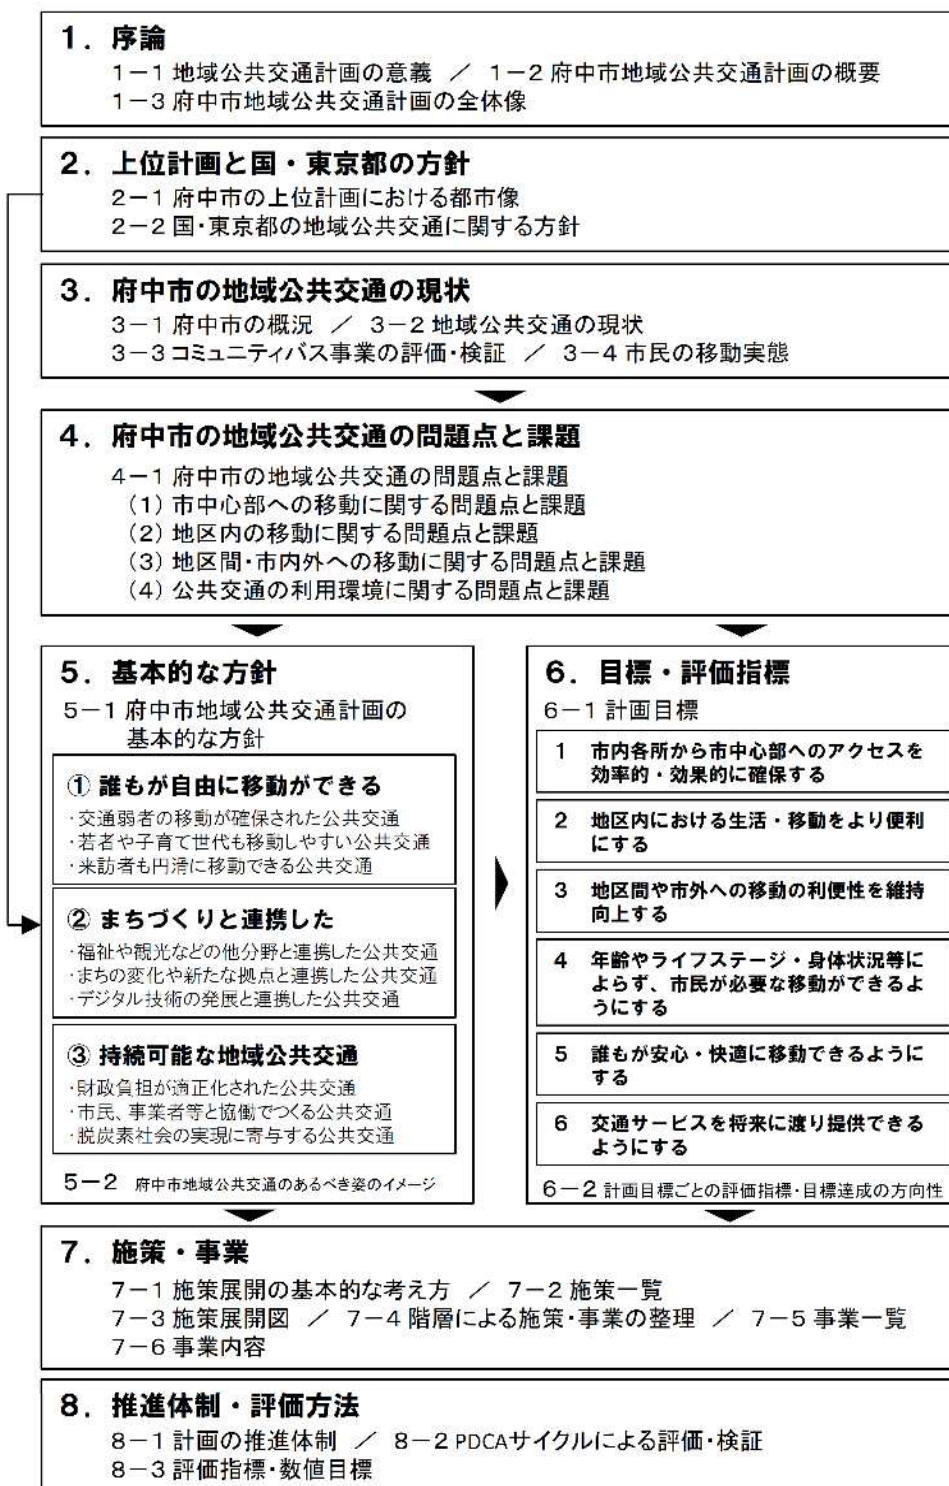 1. 序論
1-1 地域公共交通計画の意義 ／ 1-2 府中市地域公共交通計画の概要
1-3 府中市地域公共交通計画の全体像
2. 上位計画と国・東京都の方針
2-1 府中市の上位計画における都市像
2-2 国・東京都の地域公共交通に関する方針
3. 府中市の地域公共交通の現状
3-1 府中市の概況 ／ 3-2 地域公共交通の現状
3-3 コミュニティバス事業の評価・検証 ／ 3-4 市民の移動実態
4. 府中市の地域公共交通の問題点と課題
4-1 府中市の地域公共交通の問題点と課題
(1) 市中心部への移動に関する問題点と課題
(2) 地区内の移動に関する問題点と課題
(3) 地区間・市内外への移動に関する問題点と課題
(4) 公共交通の利用環境に関する問題点と課題
5. 基本的な方針
5-1 府中市地域公共交通計画の
基本的な方針
① 誰もが自由に移動ができる
・交通弱者の移動が確保された公共交通
・若者や子育て世代も移動しやすい公共交通
・来訪者も円滑に移動できる公共交通
② まちづくりと連携した
・福祉や観光などの他分野と連携した公共交通
・まちの変化や新たな拠点と連携した公共交通
・デジタル技術の発展と連携した公共交通
③ 持続可能な地域公共交通
・財政負担が適正化された公共交通
・市民、事業者等と協働でつくる公共交通
・脱炭素社会の実現に寄与する公共交通
5-2 府中市地域公共交通のあるべき姿のイメージ
6. 目標・評価指標
6-1 計画目標
1 市内各所から市中心部へのアクセスを
効率的・効果的に確保する
2 地区内における生活・移動をより便利
にする
3 地区間や市外への移動の利便性を維持
向上する
4 年齢やライフステージ・身体状況等に
よらず、市民が必要な移動ができるよ
うにする
5 誰もが安心・快適に移動できるように
する
6 交通サービスを将来に渡り提供できる
ようにする
6-2 計画目標ごとの評価指標・目標達成の方向性
7. 施策・事業
7-1 施策展開の基本的な考え方 ／ 7-2 施策一覧
7-3 施策展開図 ／ 7-4 階層による施策・事業の整理 ／ 7-5 事業一覧
7-6 事業内容
8. 推進体制・評価方法
8-1 計画の推進体制 ／ 8-2 PDCAサイクルによる評価・検証
8-3 評価指標・数値目標